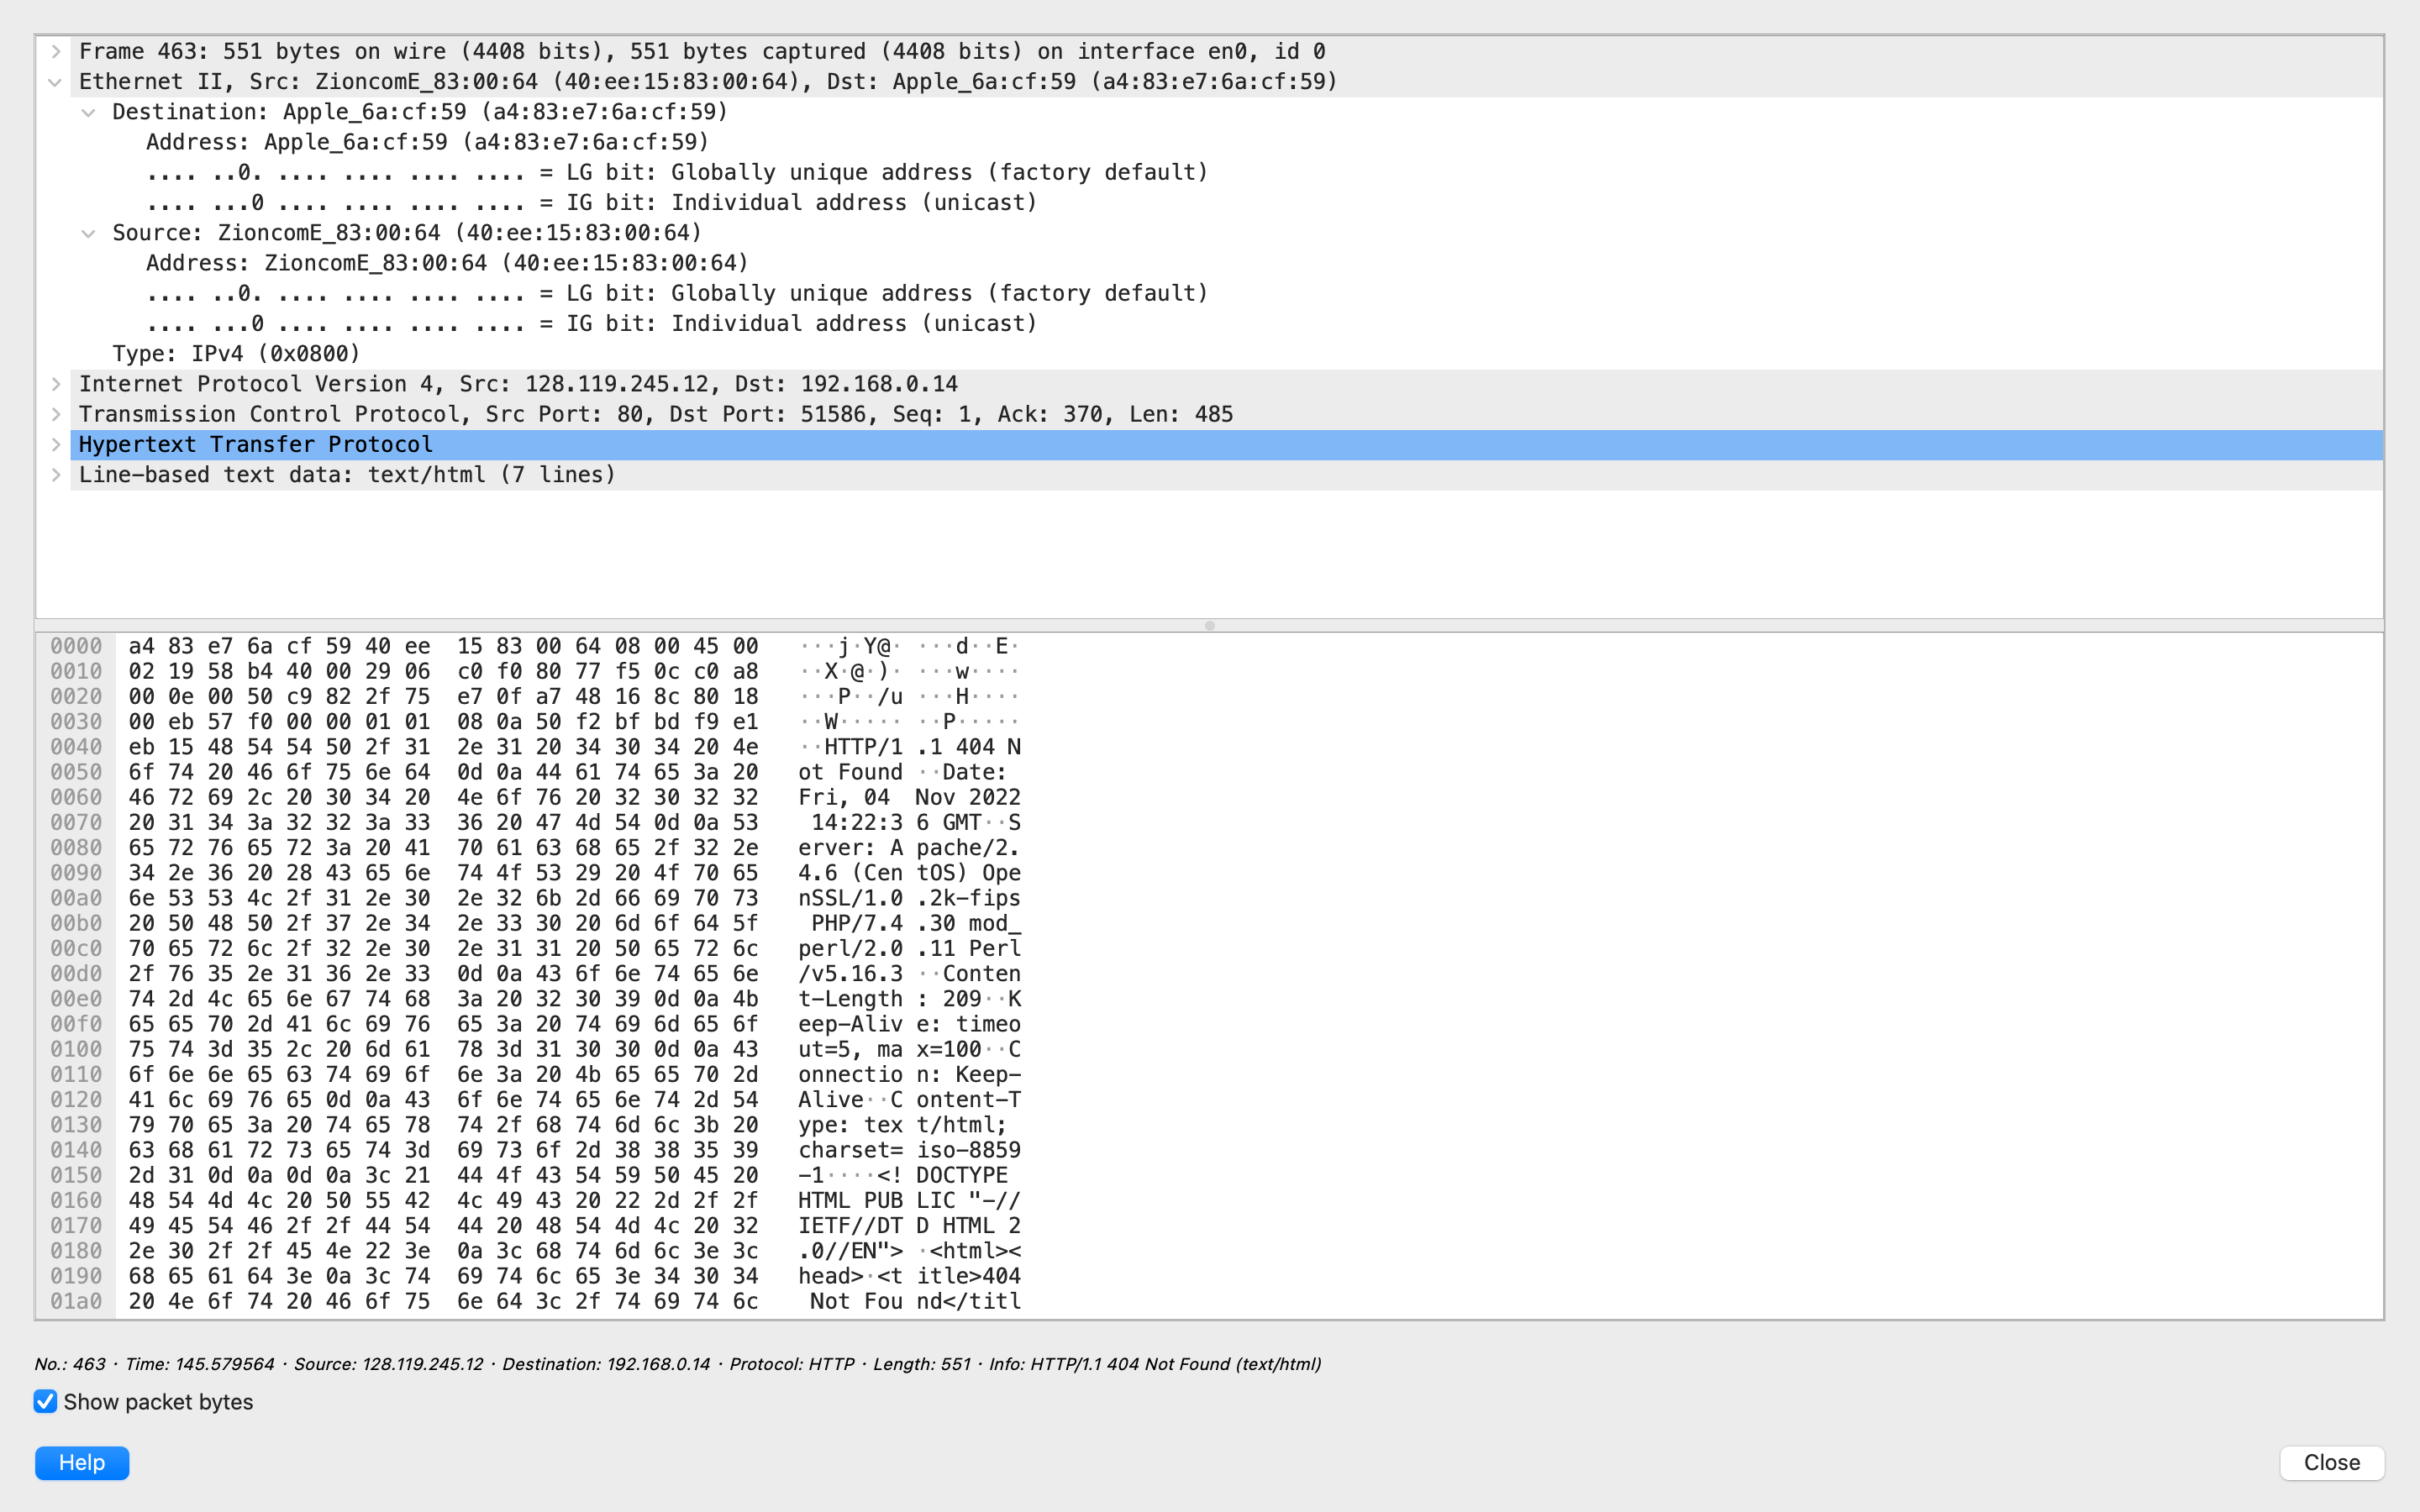 Frame 463: 551 bytes on wire (4408 bits), 551 bytes captured (4408 bits) on interface en0, id 0
Ethernet II, Src: ZioncomE_83:00:64 (40:ee:15:83:00:64), Dst: Apple_6a:cf:59 (a4:83:e7:6a:cf:59)
Destination: Apple_6a:cf:59 (a4:83:e7:6a:cf:59)
Address: Apple_6a:cf:59 (a4:83:e7:6a:cf:59)
.... ..0. .... .... .... .... = LG bit: Globally unique address (factory default)
.... ...0 .... .... .... .... = IG bit: Individual address (unicast)
Source: ZioncomE_83:00:64 (40:ee:15:83:00:64)
Address: ZioncomE_83:00:64 (40:ee:15:83:00:64)
.... ..0. .... .... .... .... = LG bit: Globally unique address (factory default)
.... ...0 .... .... .... .... = IG bit: Individual address (unicast)
Type: IPv4 (0x0800)
Internet Protocol Version 4, Src: 128.119.245.12, Dst: 192.168.0.14
Transmission Control Protocol, Src Port: 80, Dst Port: 51586, Seq: 1, Ack: 370, Len: 485
Hypertext Transfer Protocol
Line-based text data: text/html (7 lines)
0000 a4 83 e7 6a cf 59 40 ee 15 83 00 64 08 00 45 00 ···j·Y@· ···d··E·
0010 02 19 58 b4 40 00 29 06 c0 f0 80 77 f5 0c c0 a8 ··X·@·)· ···w····
0020 00 0e 00 50 c9 82 2f 75 e7 0f a7 48 16 8c 80 18 ···P··/u ···H····
0030 00 eb 57 f0 00 00 01 01 08 0a 50 f2 bf bd f9 e1 ··W····· ··P·····
0040 eb 15 48 54 54 50 2f 31 2e 31 20 34 30 34 20 4e ··HTTP/1 .1 404 N
0050 6f 74 20 46 6f 75 6e 64 0d 0a 44 61 74 65 3a 20 ot Found ··Date:
0060 46 72 69 2c 20 30 34 20 4e 6f 76 20 32 30 32 32 Fri, 04 Nov 2022
0070 20 31 34 3a 32 32 3a 33 36 20 47 4d 54 0d 0a 53 14:22:3 6 GMT··S
0080 65 72 76 65 72 3a 20 41 70 61 63 68 65 2f 32 2e erver: A pache/2.
0090 34 2e 36 20 28 43 65 6e 74 4f 53 29 20 4f 70 65 4.6 (Cen tOS) Ope
00a0 6e 53 53 4c 2f 31 2e 30 2e 32 6b 2d 66 69 70 73 nSSL/1.0 .2k-fips
00b0 20 50 48 50 2f 37 2e 34 2e 33 30 20 6d 6f 64 5f PHP/7.4 .30 mod_
00c0 70 65 72 6c 2f 32 2e 30 2e 31 31 20 50 65 72 6c perl/2.0 .11 Perl
00d0 2f 76 35 2e 31 36 2e 33 0d 0a 43 6f 6e 74 65 6e /v5.16.3 ··Conten
00e0 74 2d 4c 65 6e 67 74 68 3a 20 32 30 39 0d 0a 4b t-Length : 209··K
00f0 65 65 70 2d 41 6c 69 76 65 3a 20 74 69 6d 65 6f eep-Aliv e: timeo
0100 75 74 3d 35 2c 20 6d 61 78 3d 31 30 30 0d 0a 43 ut=5, ma x=100··C
0110 6f 6e 6e 65 63 74 69 6f 6e 3a 20 4b 65 65 70 2d onnectio n: Keep-
0120 41 6c 69 76 65 0d 0a 43 6f 6e 74 65 6e 74 2d 54 Alive··C ontent-T
0130 79 70 65 3a 20 74 65 78 74 2f 68 74 6d 6c 3b 20 ype: tex t/html;
0140 63 68 61 72 73 65 74 3d 69 73 6f 2d 38 38 35 39 charset= iso-8859
0150 2d 31 0d 0a 0d 0a 3c 21 44 4f 43 54 59 50 45 20 -1····<! DOCTYPE
0160 48 54 4d 4c 20 50 55 42 4c 49 43 20 22 2d 2f 2f HTML PUB LIC "-//
0170 49 45 54 46 2f 2f 44 54 44 20 48 54 4d 4c 20 32 IETF//DT D HTML 2
0180 2e 30 2f 2f 45 4e 22 3e 0a 3c 68 74 6d 6c 3e 3c .0//EN"> ·<html><
0190 68 65 61 64 3e 0a 3c 74 69 74 6c 65 3e 34 30 34 head>·<t itle>404
01a0 20 4e 6f 74 20 46 6f 75 6e 64 3c 2f 74 69 74 6c Not Fou nd</titl
No.: 463 · Time: 145.579564 · Source: 128.119.245.12 · Destination: 192.168.0.14 · Protocol: HTTP · Length: 551 · Info: HTTP/1.1 404 Not Found (text/html)
Show packet bytes
Help
Close